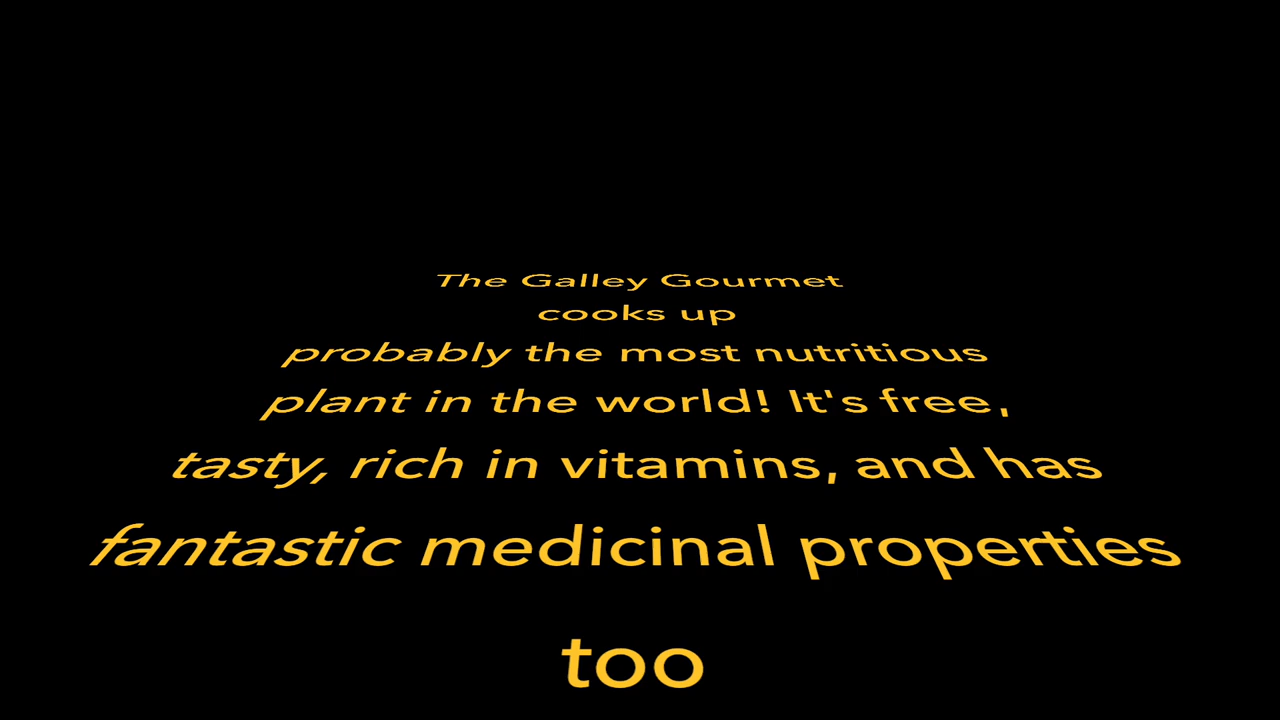 The Galley Gourmet
cooks up
probably the most nutritious
plant in the world! It's free,
tasty, rich in vitamins, and has
fantastic medicinal properties
too